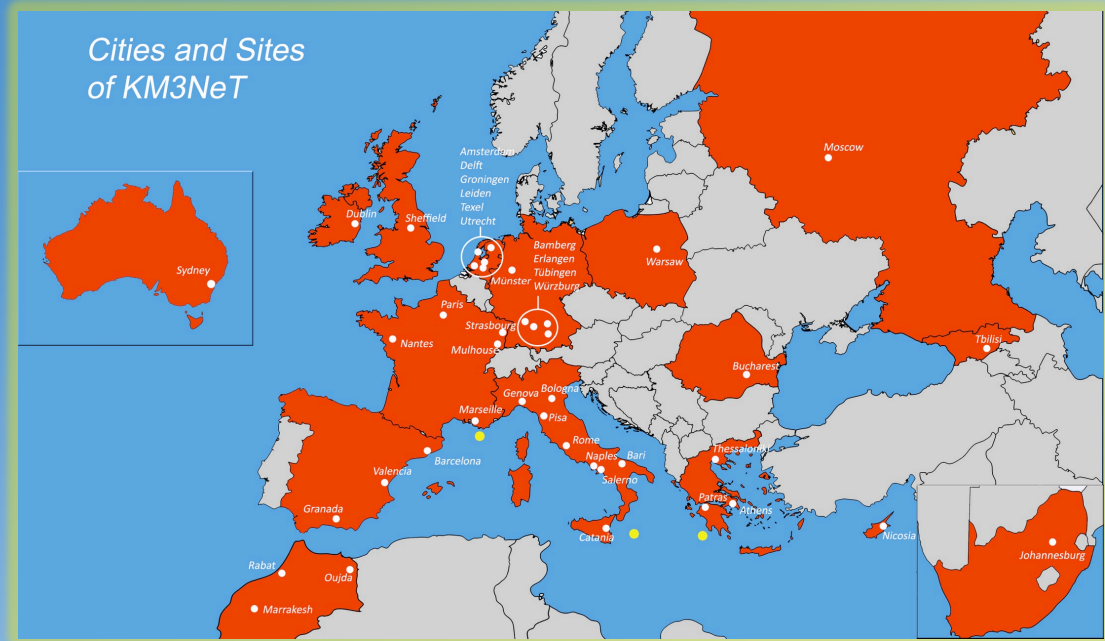 Cities and Sites
of KM3NeT
Amsterdam
Delft
Groningen
Leiden
Texel
Utrecht
Moscow
Dublin
Sheffield
Bamberg
Erlangen
Tübingen
Würzburg
Warsaw
Sydney
Münster
Paris
Strasbourg
Nantes
Mulhouse
Tbilisi
Bucharest
Genova
Bologna
Marseille
Pisa
Rome
Thessaloniki
Barcelona
Naples
Bari
Valencia
Salerno
Patras
Athens
Granada
Catania
Nicosia
Johannesburg
Rabat
Oujda
Marrakesh